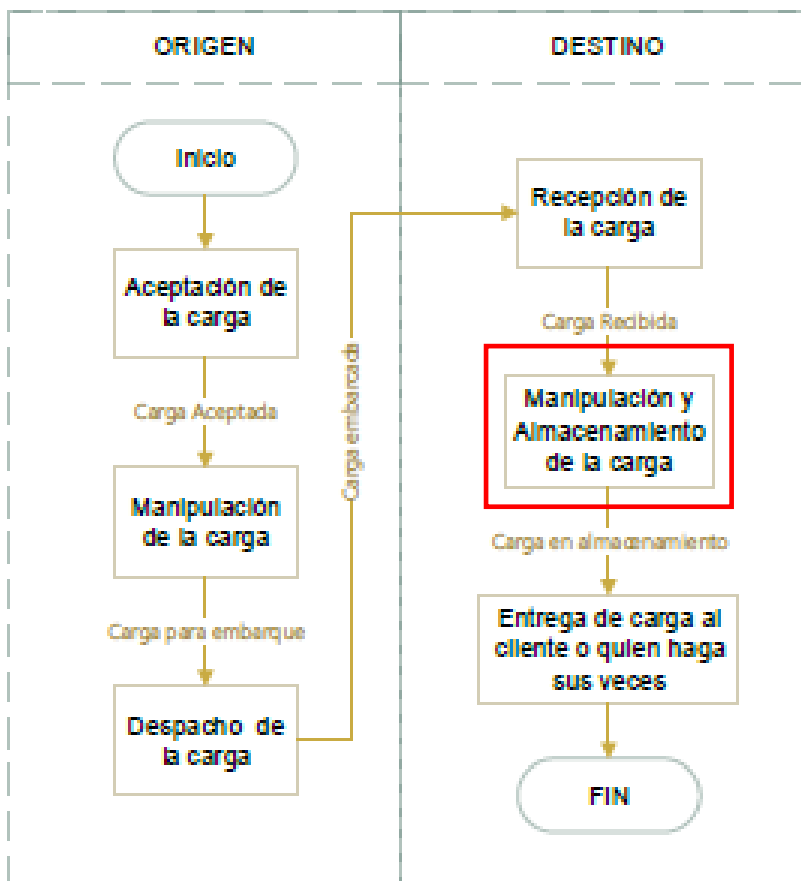 ORIGEN
Inicio
Aceptación de
la carga
Carga Aceptada
Manipulación
de la carga
Carga para embarque
Despacho de
la carga
Carga embarcada
DESTINO
Recepción de
la carga
Carga Recibida
Manipulación y
Almacenamiento
de la carga
Carga en almacenamiento
Entrega de carga al
cliente o quien haga
sus veces
FIN